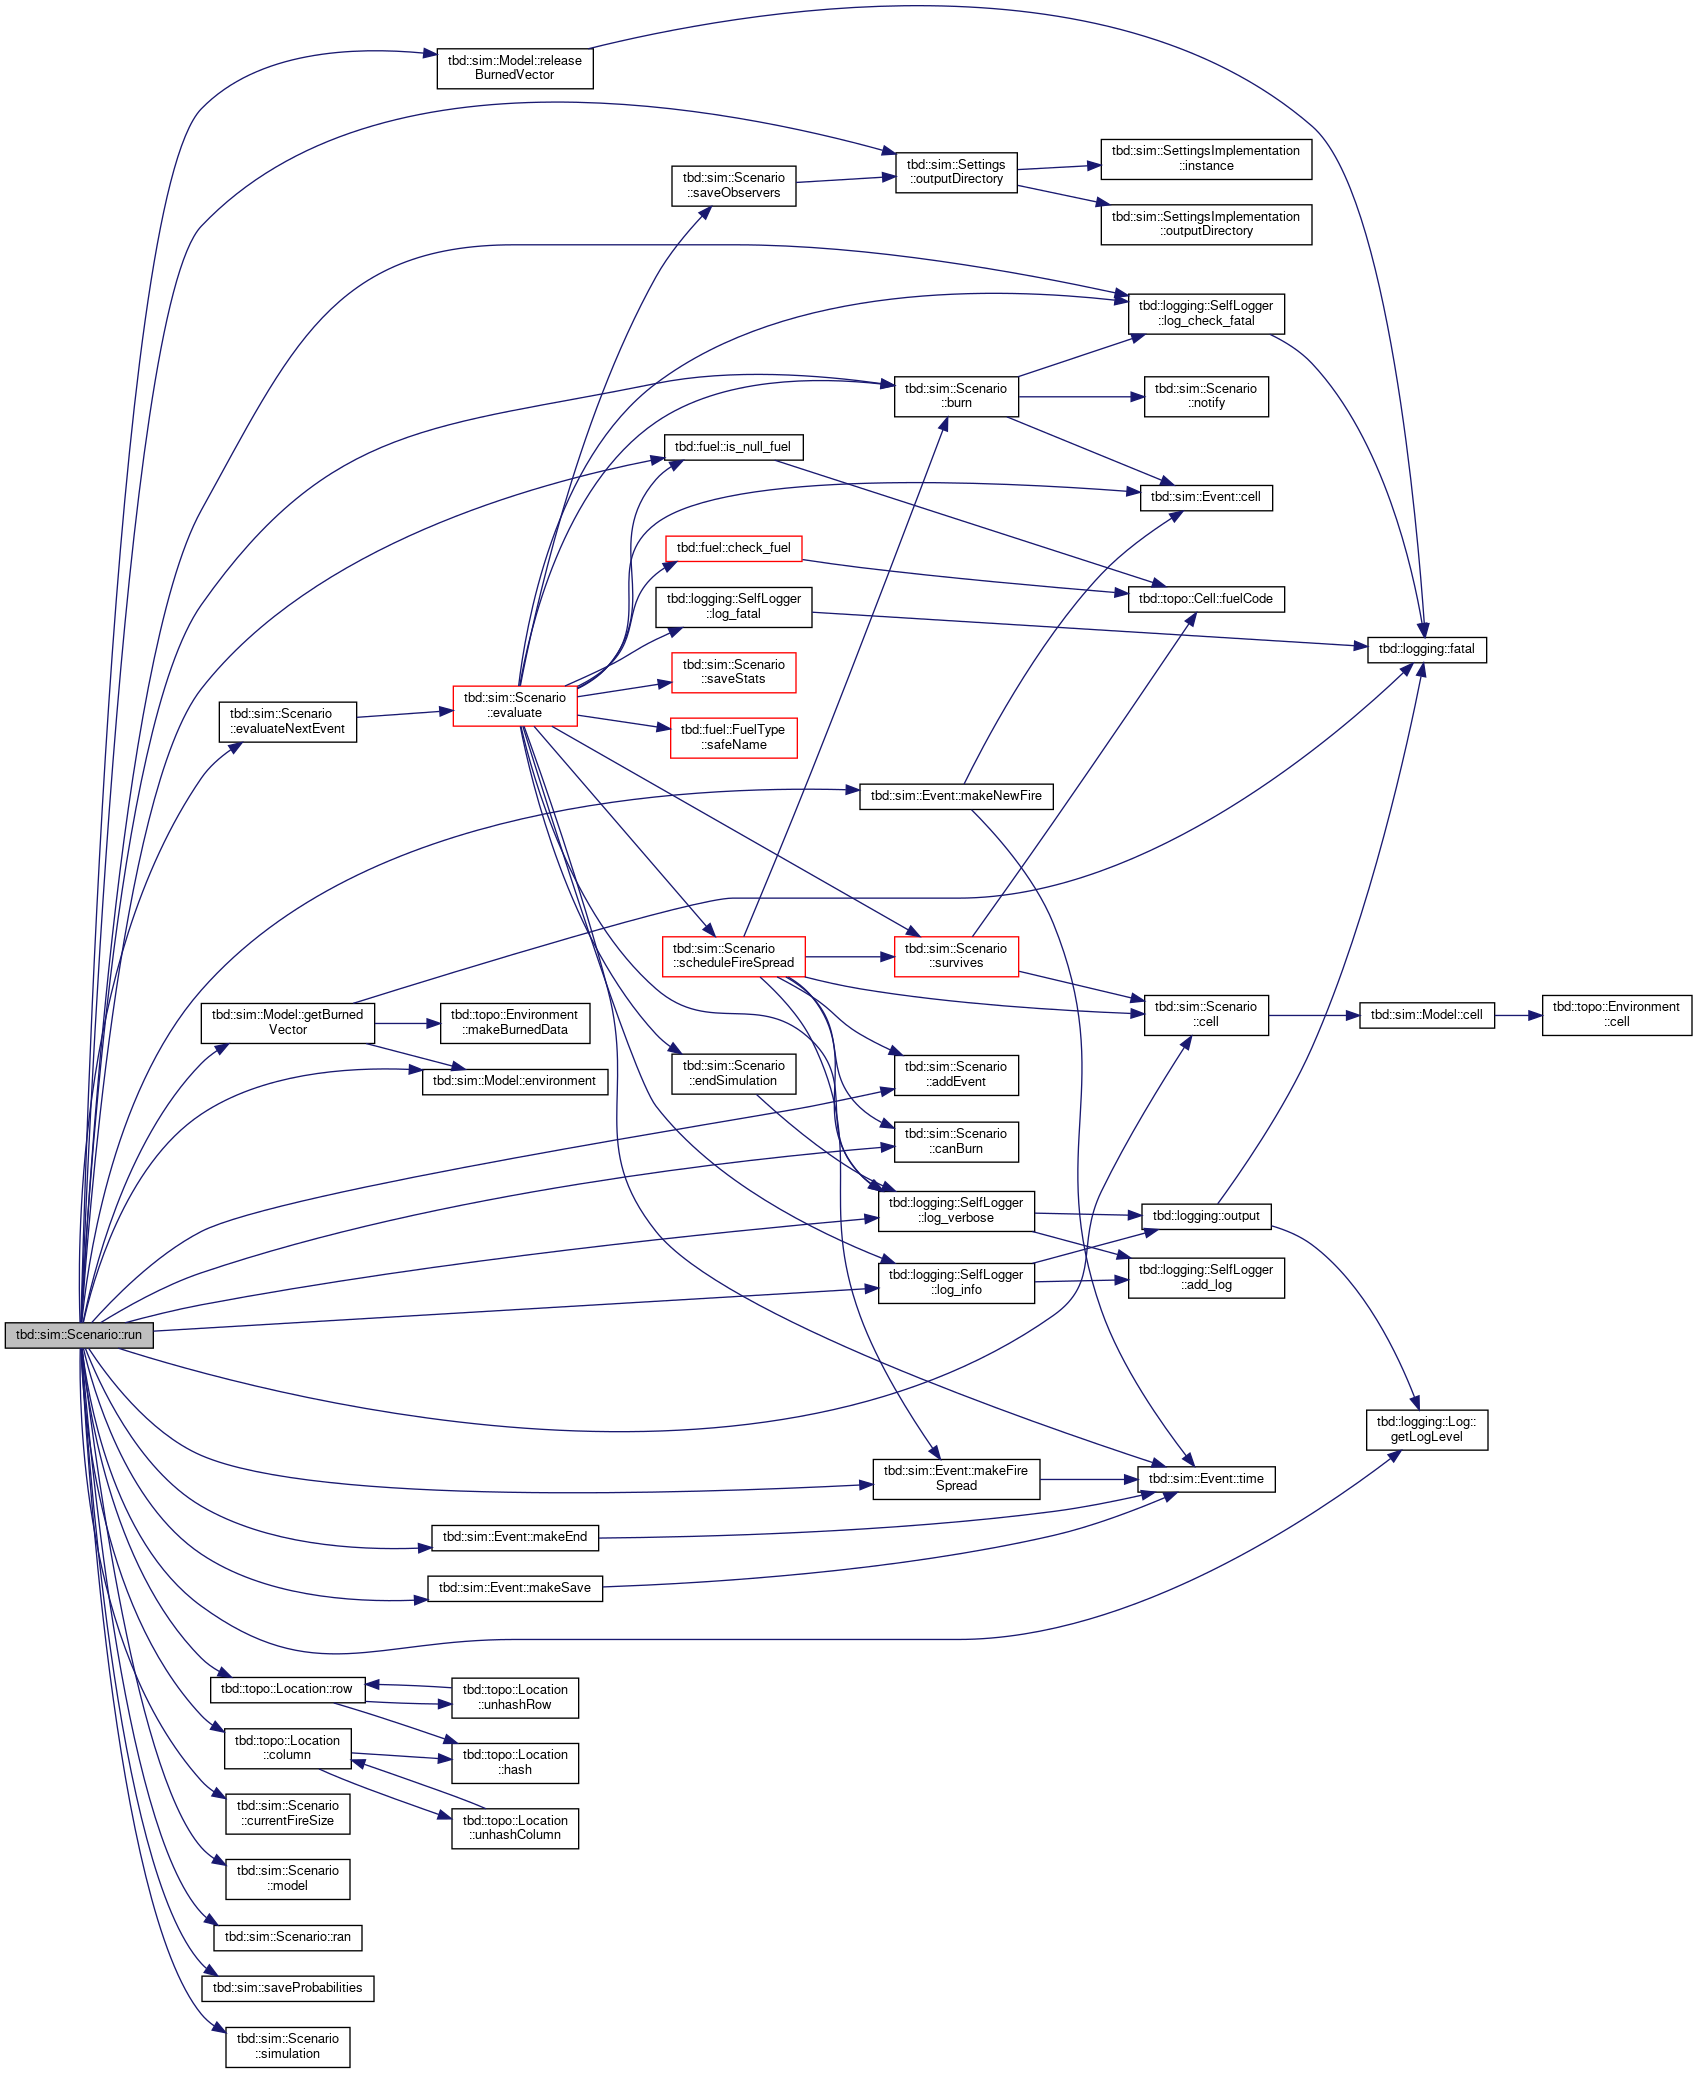 tbd::sim::Model::release
BurnedVector
tbd::sim::SettingsImplementation
::instance
tbd::sim::Settings
::outputDirectory
tbd::sim::Scenario
::saveObservers
tbd::sim::SettingsImplementation
::outputDirectory
tbd::logging::SelfLogger
::log_check_fatal
tbd::sim::Scenario
::burn
tbd::sim::Scenario
::notify
tbd::fuel::is_null_fuel
tbd::sim::Event::cell
tbd::fuel::check_fuel
tbd::logging::SelfLogger
::log_fatal
tbd::topo::Cell::fuelCode
tbd::logging::fatal
tbd::sim::Scenario
::saveStats
tbd::sim::Scenario
::evaluateNextEvent
tbd::sim::Scenario
::evaluate
tbd::fuel::FuelType
::safeName
tbd::sim::Event::makeNewFire
tbd::sim::Scenario
::scheduleFireSpread
tbd::sim::Scenario
::survives
tbd::sim::Model::getBurned
Vector
tbd::topo::Environment
::makeBurnedData
tbd::sim::Scenario
::cell
tbd::sim::Model::cell
tbd::topo::Environment
::cell
tbd::sim::Model::environment
tbd::sim::Scenario
::endSimulation
tbd::sim::Scenario
::addEvent
tbd::sim::Scenario
::canBurn
tbd::logging::SelfLogger
::log_verbose
tbd::logging::output
tbd::logging::SelfLogger
::log_info
tbd::logging::SelfLogger
::add_log
tbd::sim::Scenario::run
tbd::logging::Log::
getLogLevel
tbd::sim::Event::makeFire
Spread
tbd::sim::Event::time
tbd::sim::Event::makeEnd
tbd::sim::Event::makeSave
tbd::topo::Location::row
tbd::topo::Location
::unhashRow
tbd::topo::Location
::column
tbd::topo::Location
::hash
tbd::sim::Scenario
::currentFireSize
tbd::topo::Location
::unhashColumn
tbd::sim::Scenario
::model
tbd::sim::Scenario::ran
tbd::sim::saveProbabilities
tbd::sim::Scenario
::simulation